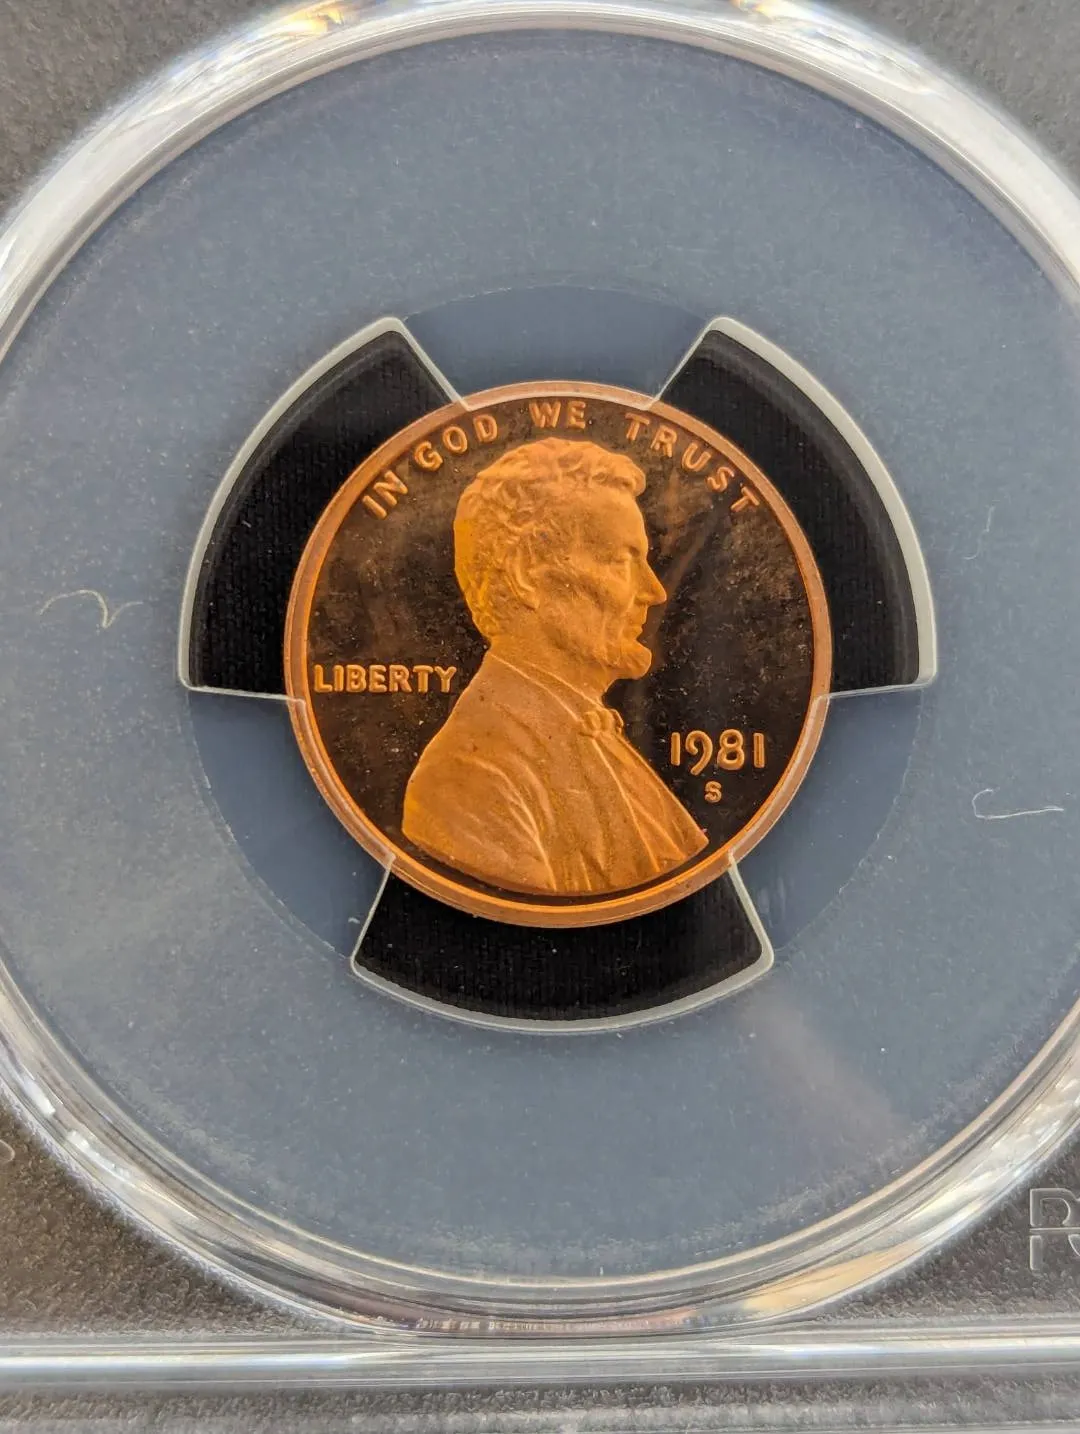 IN GOD WE TRUST
LIBERTY
1981
S